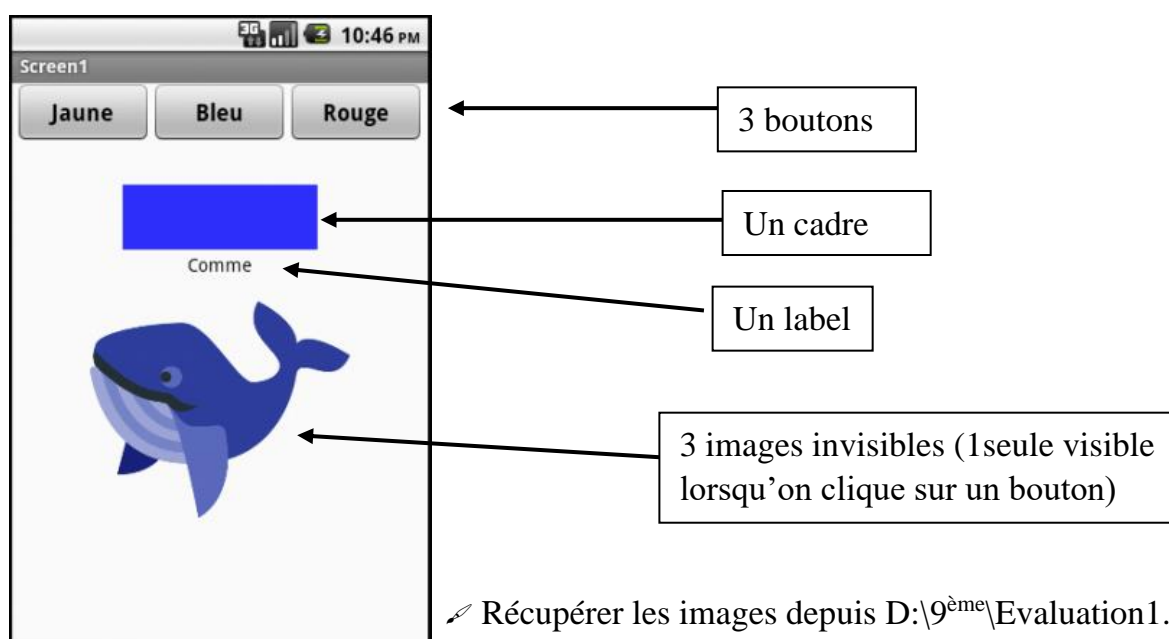 3G 10:46 PM
Screen1
Jaune Bleu Rouge
3 boutons
Un cadre
Comme
Un label
3 images invisibles (1seule visible
lorsqu'on clique sur un bouton)
Récupérer les images depuis D:\9ème\Evaluation1.